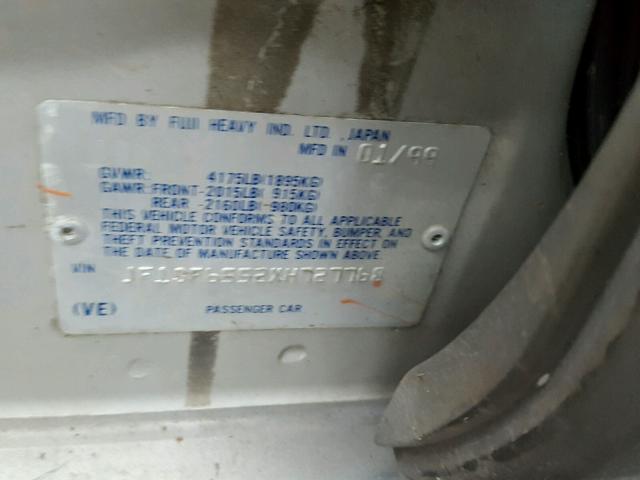 MFD BY FUJI HEAVY IND. LTD., JAPAN
MFD IN 01/99
GVWR: 4175LB(1895KG)
GAWR:FRONT-2015LB( 915KG)
REAR -2160LB( 980KG)
THIS VEHICLE CONFORMS TO ALL APPLICABLE
FEDERAL MOTOR VEHICLE SAFETY, BUMPER AND
THEFT PREVENTION STANDARDS IN EFFECT ON
THE DATE OF MANUFACTURE SHOWN ABOVE.
VIN
(VE) PASSENGER CAR